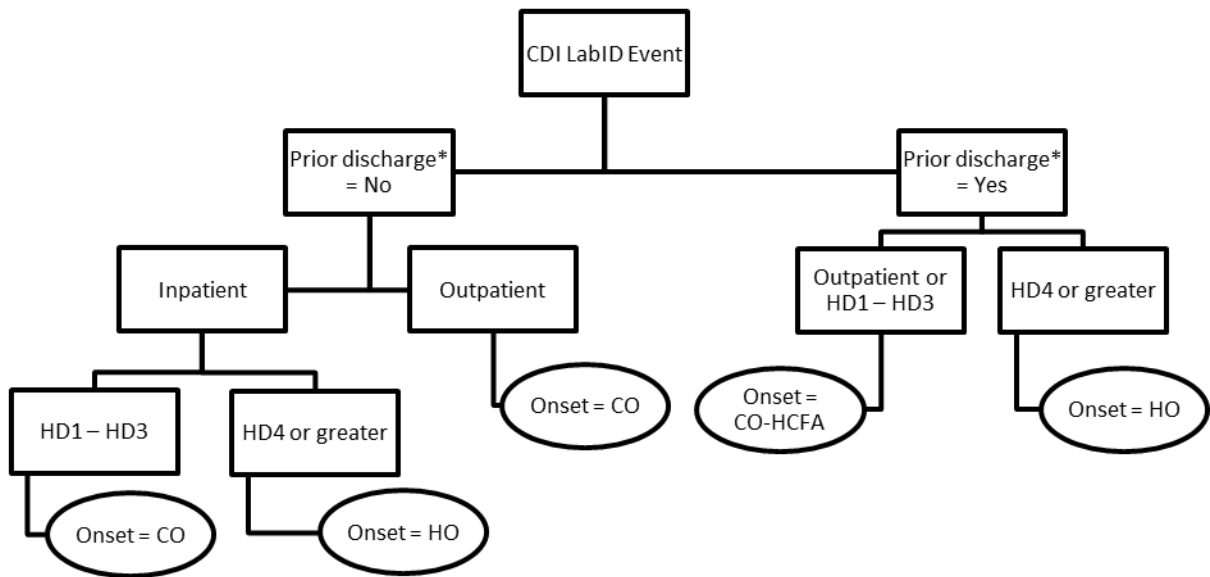 CDI LabID Event
Prior discharge*
= No
Prior discharge*
= Yes
Inpatient
Outpatient
Outpatient or
HD1 – HD3
HD4 or greater
HD1 – HD3
HD4 or greater
Onset = CO
Onset =
CO-HCFA
Onset = HO
Onset = CO
Onset = HO